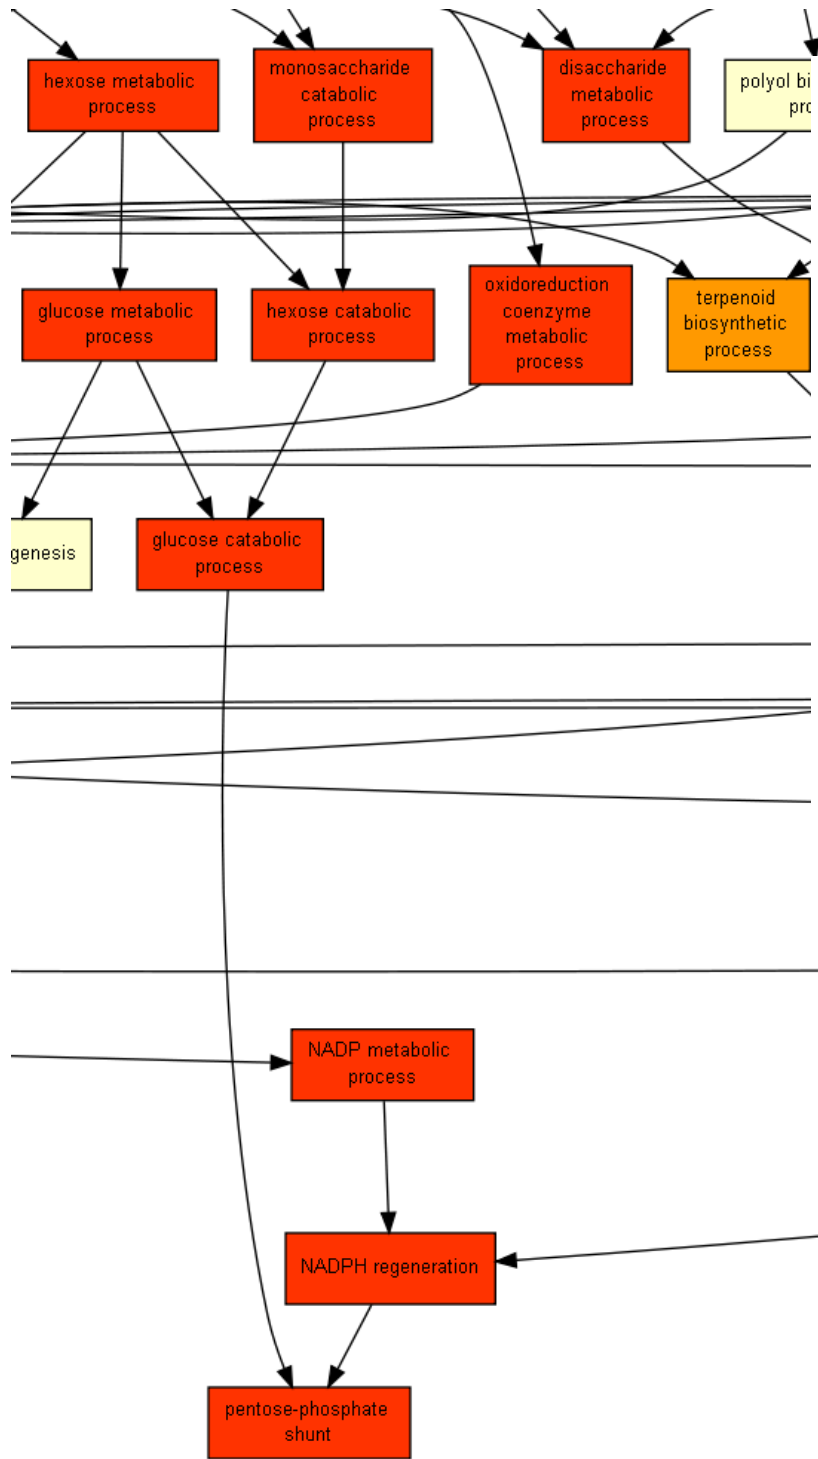 hexose metabolic
process
monosaccharide
catabolic
process
disaccharide
metabolic
process
polyol bi
pro
glucose metabolic
process
hexose catabolic
process
oxidoreduction
coenzyme
metabolic
process
terpenoid
biosynthetic
process
genesis
glucose catabolic
process
NADP metabolic
process
NADPH regeneration
pentose-phosphate
shunt